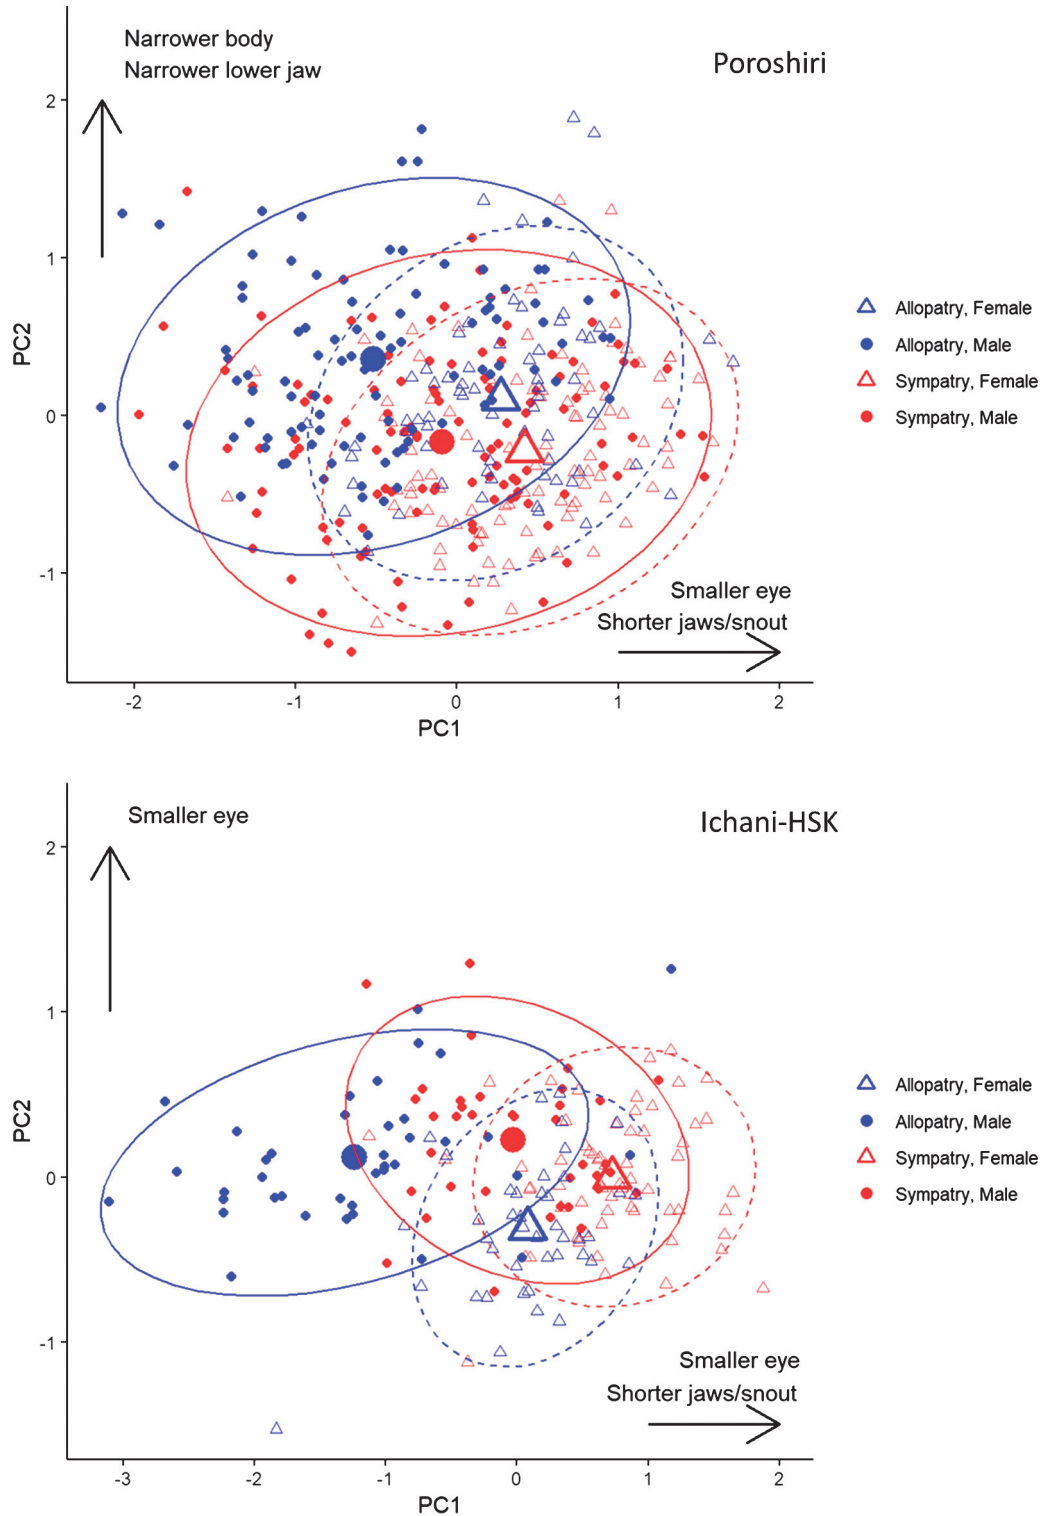 Narrower body
Narrower lower jaw
Poroshiri
2
1
0
-1
PC2
Allopatry, Female
Allopatry, Male
Sympatry, Female
Sympatry, Male
Smaller eye
Shorter jaws/snout
-2
-1
0
1
2
PC1
Smaller eye
Ichani-HSK
2
1
0
-1
PC2
Allopatry, Female
Allopatry, Male
Sympatry, Female
Sympatry, Male
Smaller eye
Shorter jaws/snout
-3
-2
-1
0
1
2
PC1